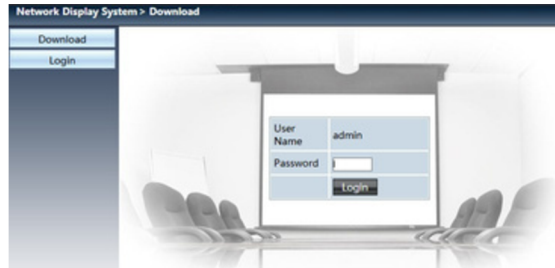 Network Display System > Download
Download
Login
User Name
admin
Password
Login